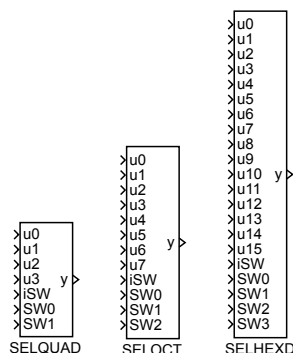 u0
u1
u2
u3
iSW
SW0
SW1
y
SELQUAD
u0
u1
u2
u3
u4
u5
u6
u7
iSW
SW0
SW1
SW2
y
SELOCT
u0
u1
u2
u3
u4
u5
u6
u7
u8
u9
u10
u11
u12
u13
u14
u15
iSW
SW0
SW1
SW2
SW3
y
SELHEXD